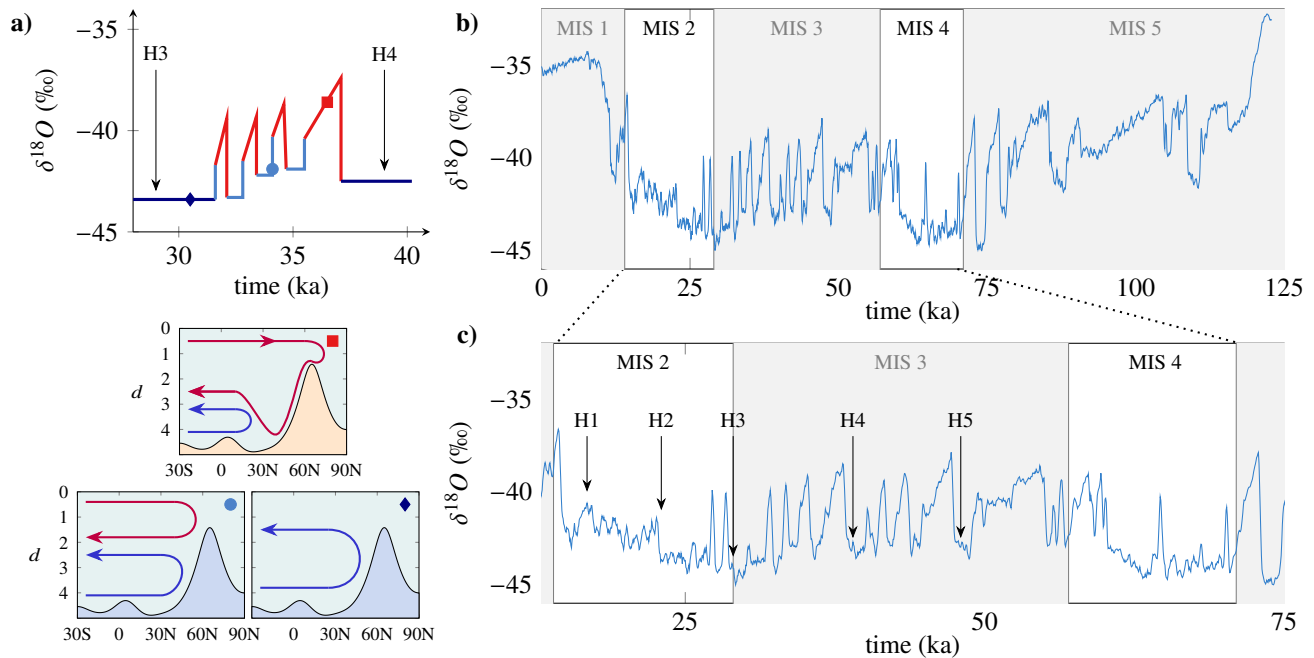 a)
δ¹⁸O (‰)
−35
−40
−45
H3
H4
30
35
40
time (ka)
d
0
1
2
3
4
30S
0
30N
60N
90N
d
0
1
2
3
4
30S
0
30N
60N
90N
30S
0
30N
60N
90N
b)
MIS 1
MIS 2
MIS 3
MIS 4
MIS 5
δ¹⁸O (‰)
−35
−40
−45
0
25
50
75
100
125
time (ka)
c)
MIS 2
MIS 3
MIS 4
δ¹⁸O (‰)
−35
−40
−45
H1
H2
H3
H4
H5
25
50
75
time (ka)